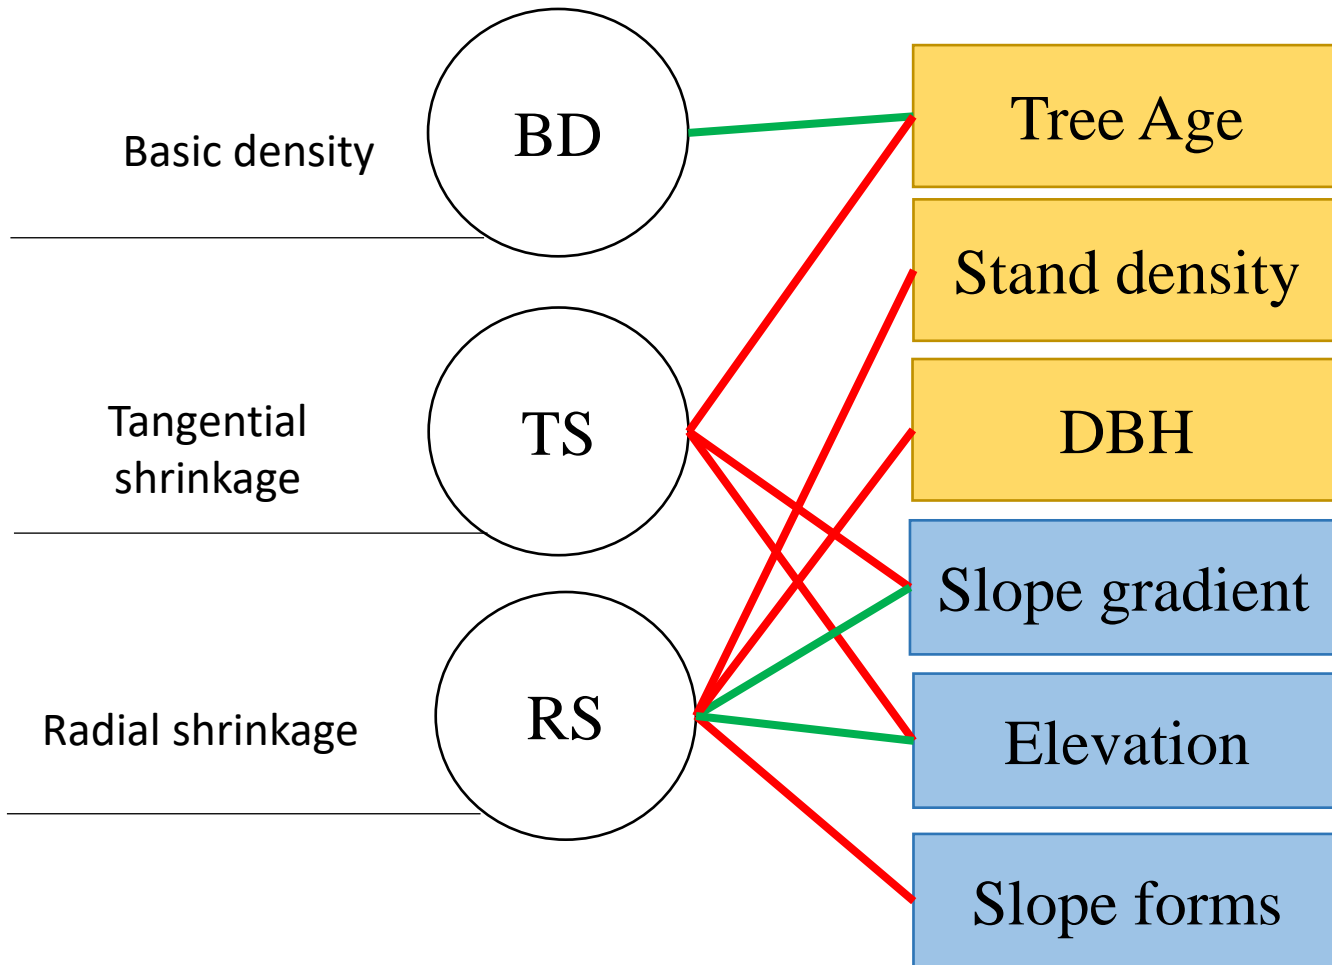 Basic density
BD
Tangential
shrinkage
TS
Radial shrinkage
RS
Tree Age
Stand density
DBH
Slope gradient
Elevation
Slope forms